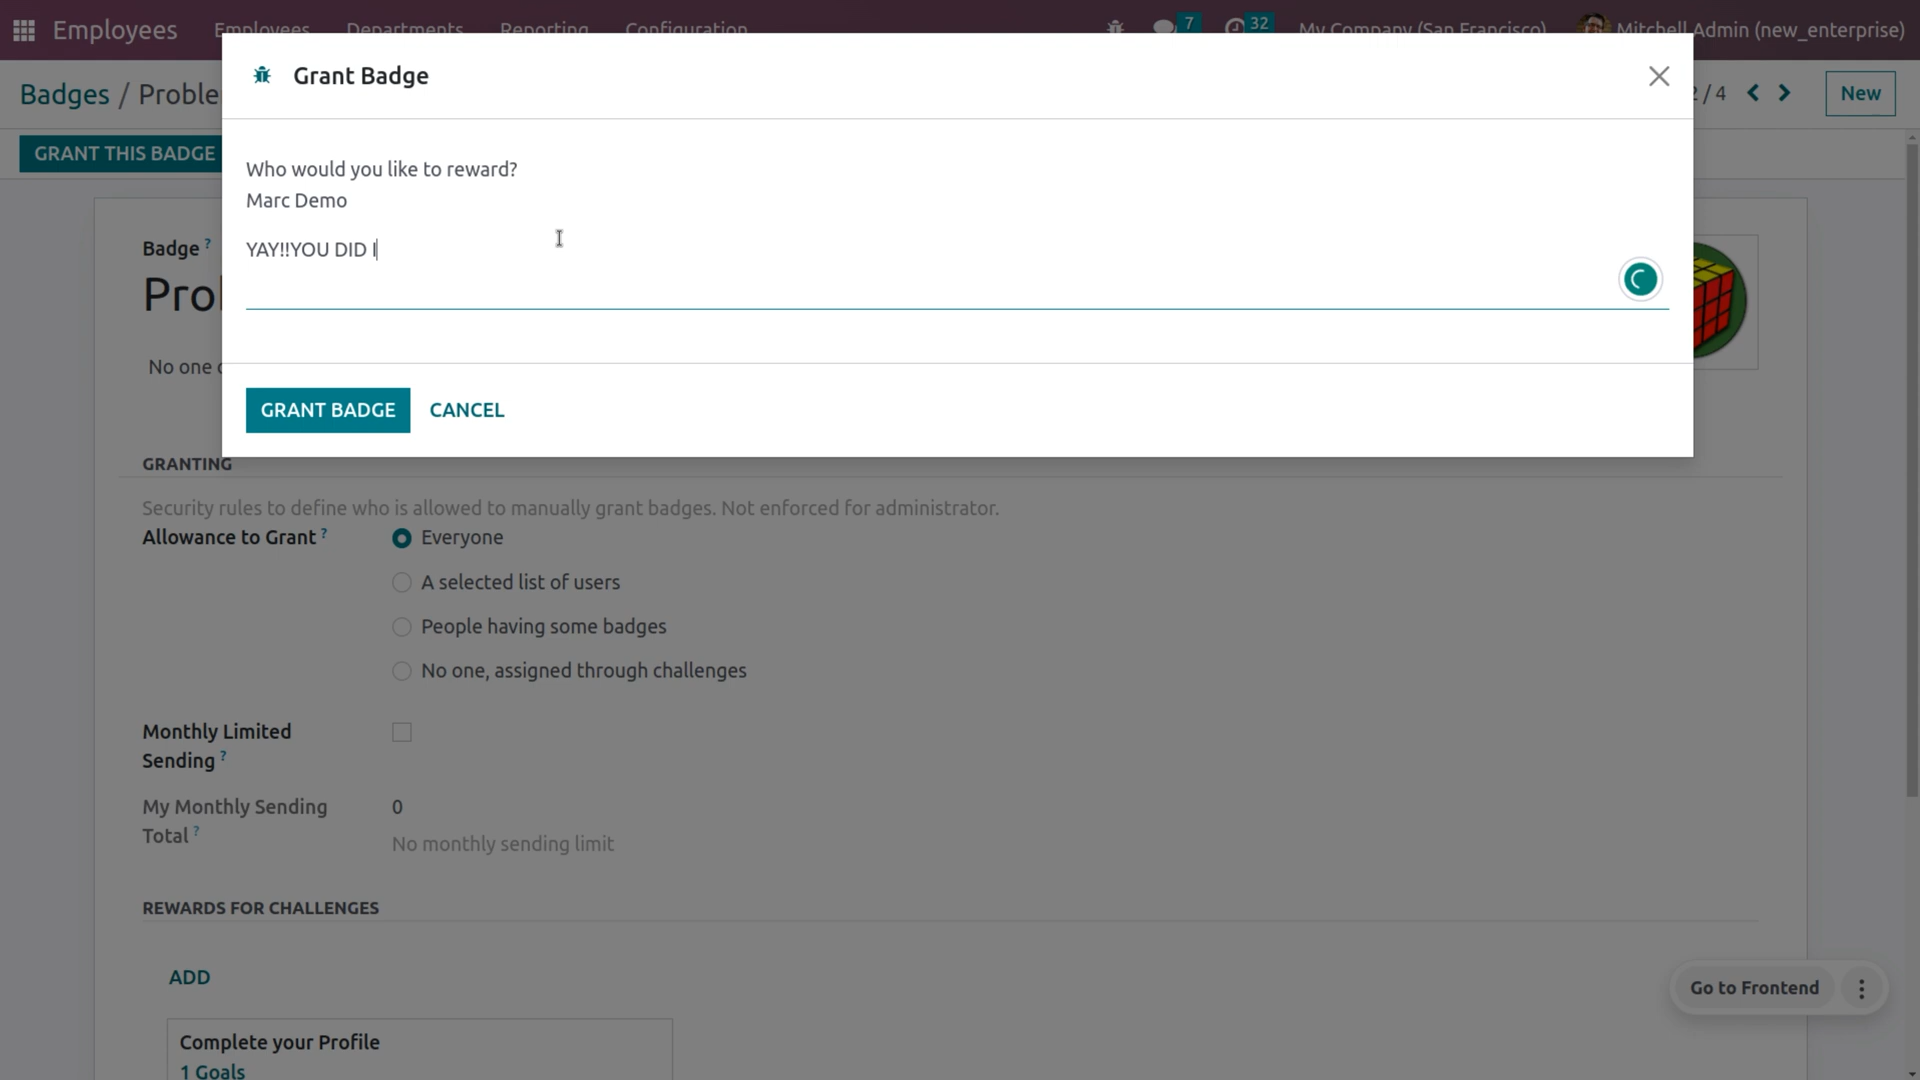 Employees Employees Departments Reporting Configuration 7 32 My Company (San Francisco) Mitchell Admin (new_enterprise)
Badges / Proble
2 / 4 New
Grant Badge
GRANT THIS BADGE
Who would you like to reward?
Marc Demo
YAY!!YOU DID I
Badge ?
Prol
No one
GRANT BADGE CANCEL
GRANTING
Security rules to define who is allowed to manually grant badges. Not enforced for administrator.
Allowance to Grant ? Everyone
A selected list of users
People having some badges
No one, assigned through challenges
Monthly Limited
Sending ?
My Monthly Sending 0
Total ?
No monthly sending limit
REWARDS FOR CHALLENGES
ADD
Go to Frontend
Complete your Profile
1 Goals